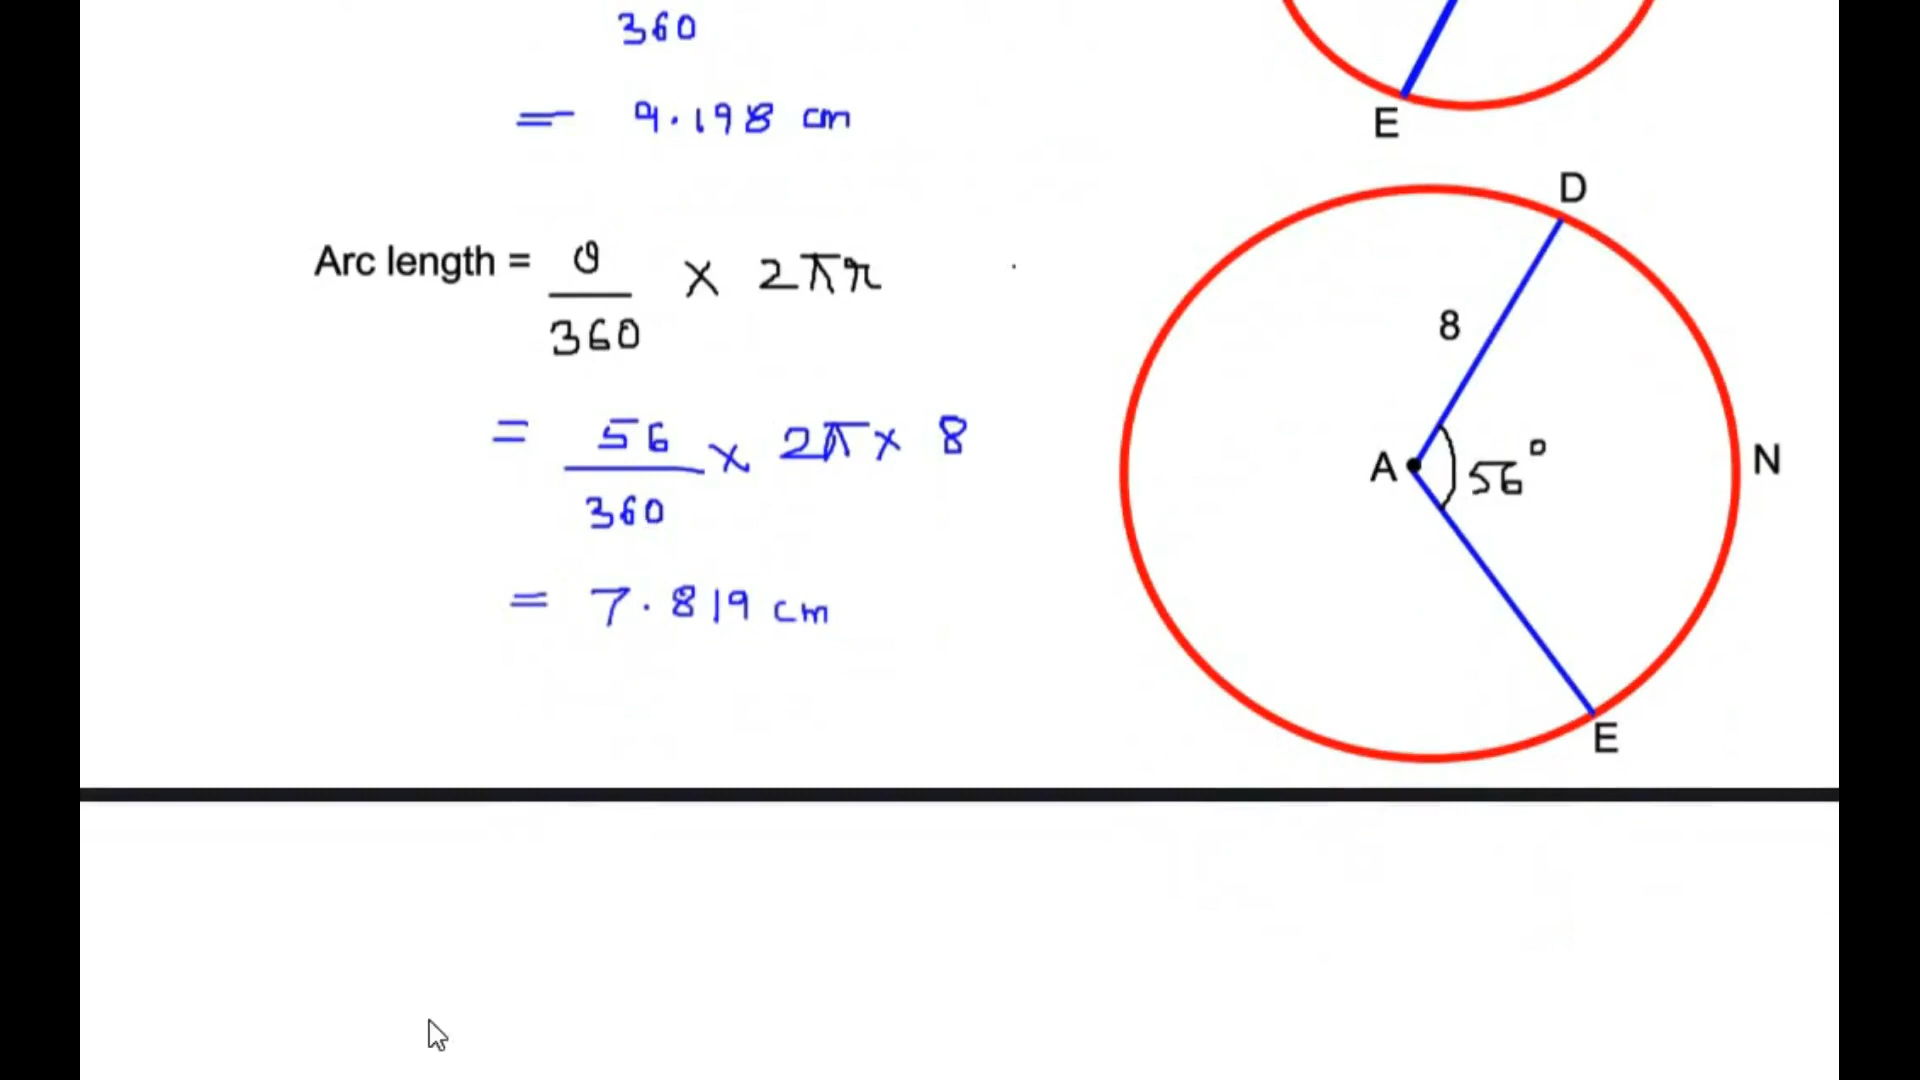 360
= 9.198 cm
E
Arc length = θ/360 × 2πr
= 56/360 × 2π × 8
= 7.819 cm
D
8
A 56°
N
E